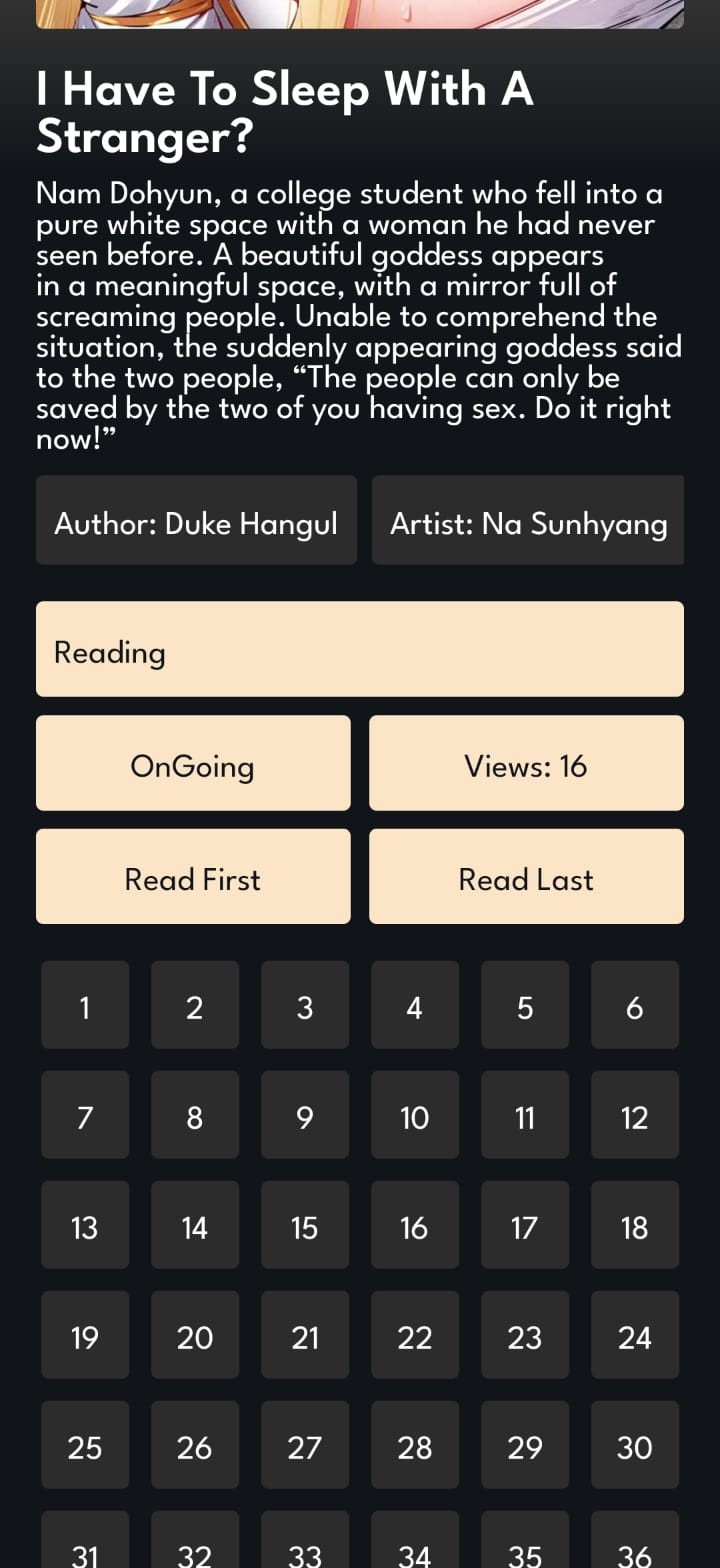 I Have To Sleep With A
Stranger?
Nam Dohyun, a college student who fell into a
pure white space with a woman he had never
seen before. A beautiful goddess appears
in a meaningful space, with a mirror full of
screaming people. Unable to comprehend the
situation, the suddenly appearing goddess said
to the two people, “The people can only be
saved by the two of you having sex. Do it right
now!”
Author: Duke Hangul Artist: Na Sunhyang
Reading
OnGoing Views: 16
Read First Read Last
1 2 3 4 5 6
7 8 9 10 11 12
13 14 15 16 17 18
19 20 21 22 23 24
25 26 27 28 29 30
31 32 33 34 35 36